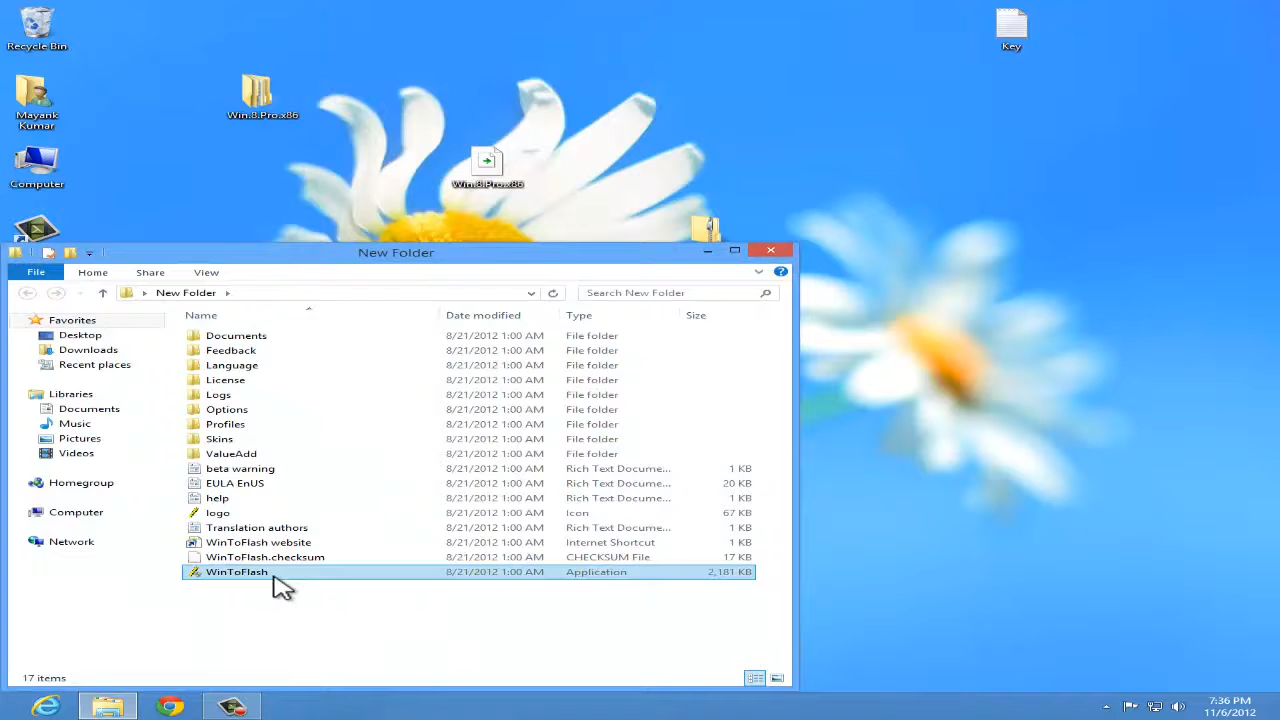 Recycle Bin
Key
Mayank
Kumar
Win.8.Pro.x86
Computer
Win.8.Pro.x86
New Folder
File Home Share View
New Folder
Search New Folder
Name Date modified Type Size
Favorites
Desktop
Downloads
Recent places
Libraries
Documents
Music
Pictures
Videos
Homegroup
Computer
Network
Documents 8/21/2012 1:00 AM File folder
Feedback 8/21/2012 1:00 AM File folder
Language 8/21/2012 1:00 AM File folder
License 8/21/2012 1:00 AM File folder
Logs 8/21/2012 1:00 AM File folder
Options 8/21/2012 1:00 AM File folder
Profiles 8/21/2012 1:00 AM File folder
Skins 8/21/2012 1:00 AM File folder
ValueAdd 8/21/2012 1:00 AM File folder
beta warning 8/21/2012 1:00 AM Rich Text Docume... 1 KB
EULA EnUS 8/21/2012 1:00 AM Rich Text Docume... 20 KB
help 8/21/2012 1:00 AM Rich Text Docume... 1 KB
logo 8/21/2012 1:00 AM Icon 67 KB
Translation authors 8/21/2012 1:00 AM Rich Text Docume... 1 KB
WinToFlash website 8/21/2012 1:00 AM Internet Shortcut 1 KB
WinToFlash.checksum 8/21/2012 1:00 AM CHECKSUM File 17 KB
WinToFlash 8/21/2012 1:00 AM Application 2,181 KB
17 items
7:36 PM
11/6/2012